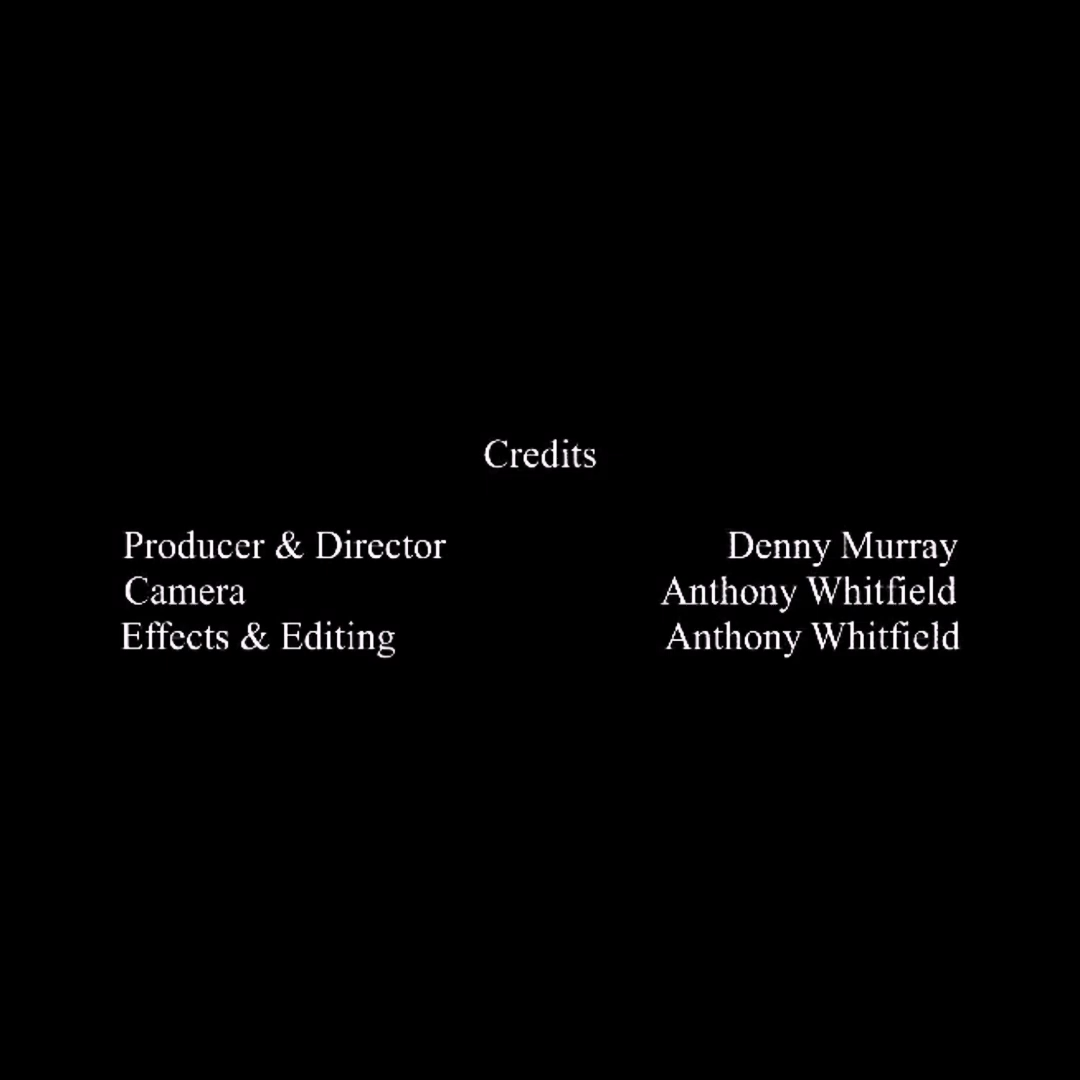 Credits
Producer & Director Denny Murray
Camera Anthony Whitfield
Effects & Editing Anthony Whitfield